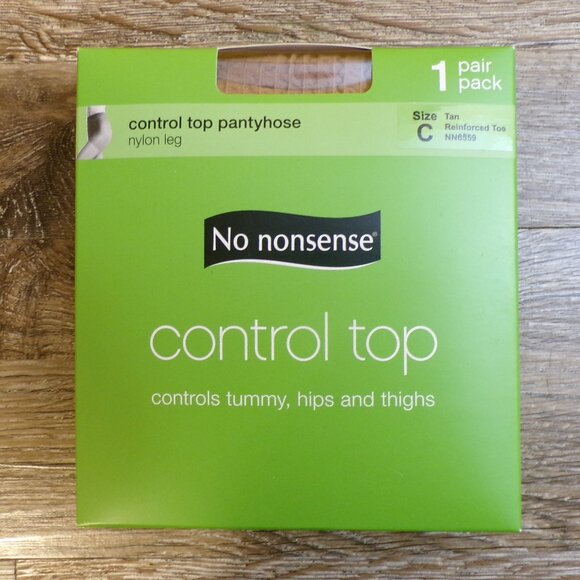 1 pair
pack
control top pantyhose
nylon leg
Size
C
Tan
Reinforced Toe
NN6559
No nonsense®
control top
controls tummy, hips and thighs